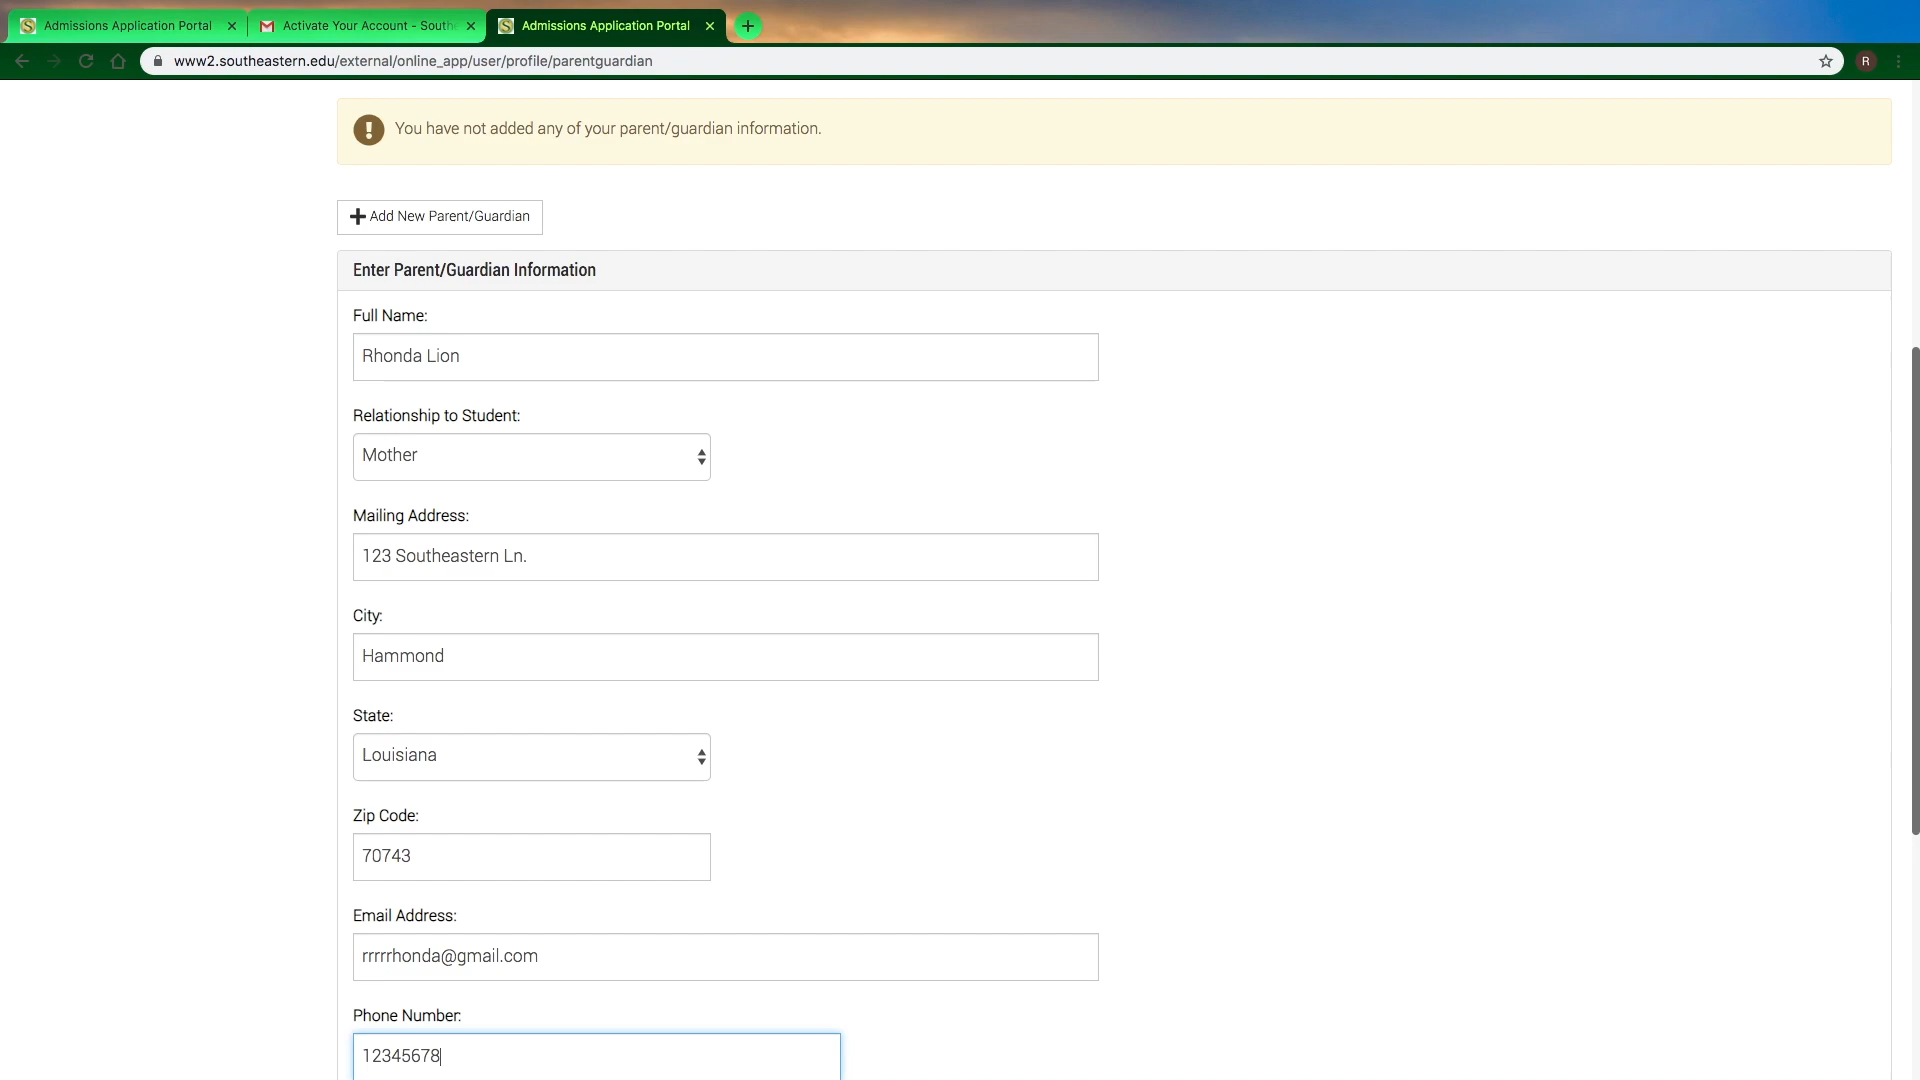 Admissions Application Portal
Activate Your Account - Southe
Admissions Application Portal
www2.southeastern.edu/external/online_app/user/profile/parentguardian
R
You have not added any of your parent/guardian information.
Add New Parent/Guardian
Enter Parent/Guardian Information
Full Name:
Rhonda Lion
Relationship to Student:
Mother
Mailing Address:
123 Southeastern Ln.
City:
Hammond
State:
Louisiana
Zip Code:
70743
Email Address:
rrrrrhonda@gmail.com
Phone Number:
12345678